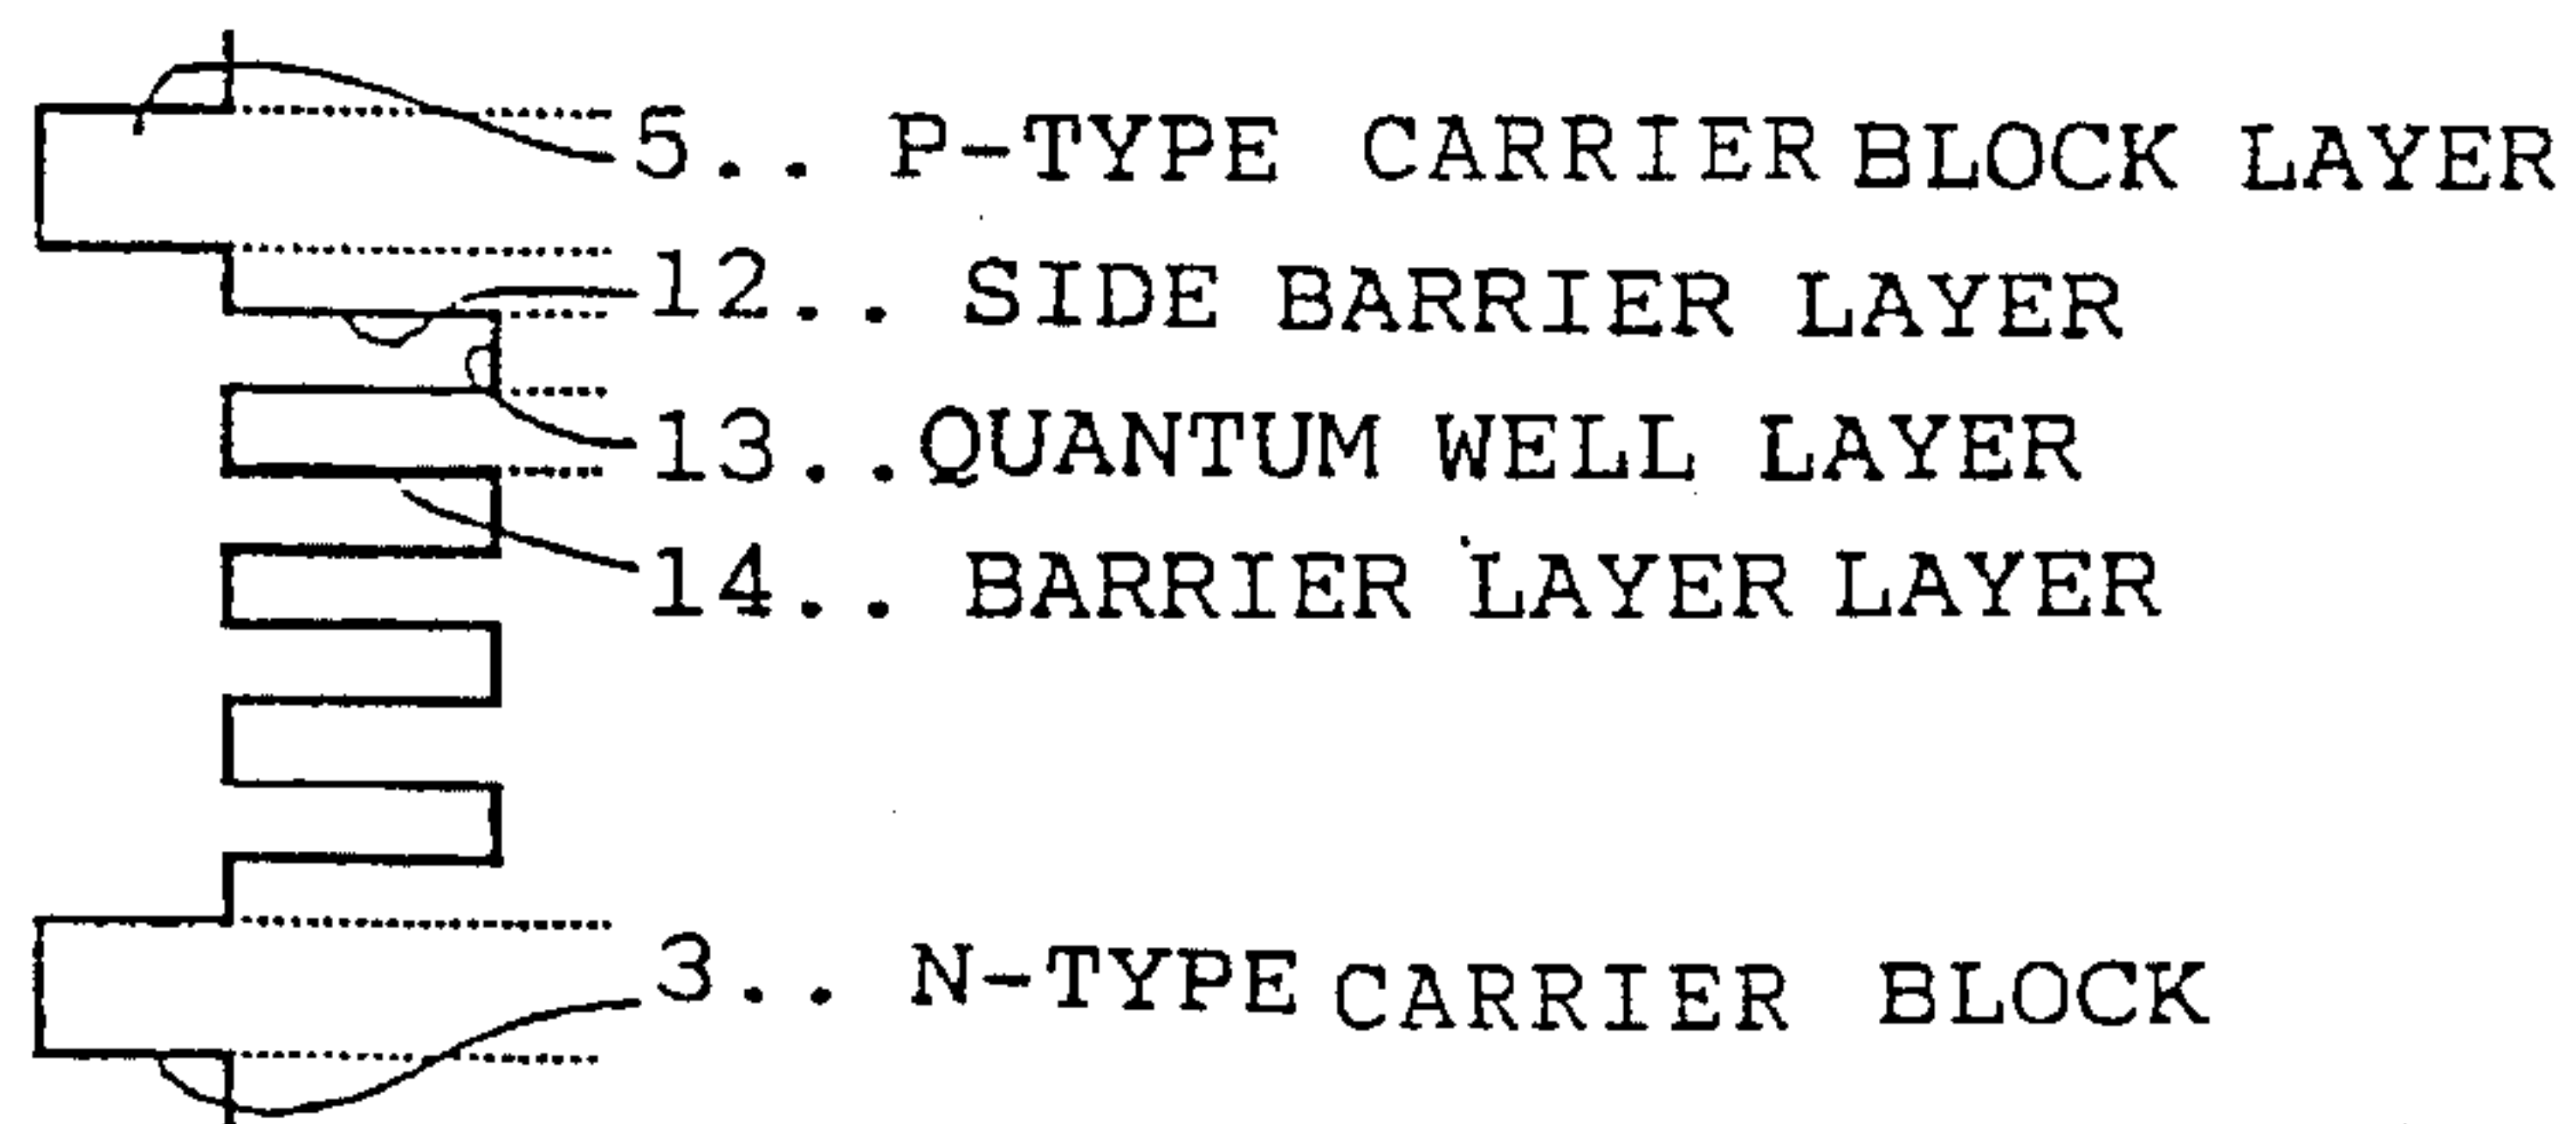 5.. P-TYPE CARRIER BLOCK LAYER
12.. SIDE BARRIER LAYER
13..QUANTUM WELL LAYER
14.. BARRIER LAYER LAYER
3.. N-TYPE CARRIER BLOCK